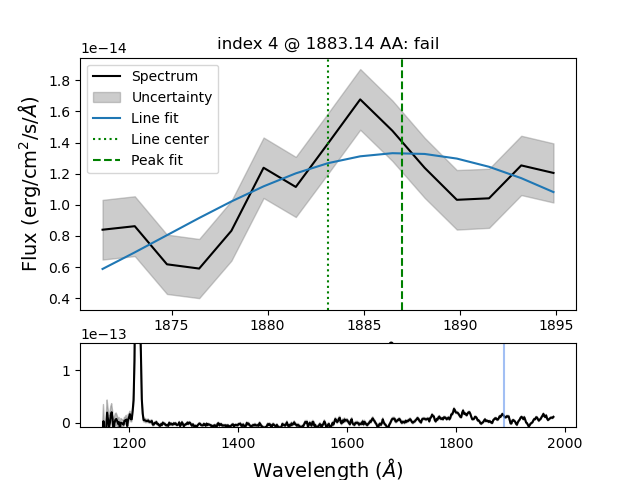 index 4 @ 1883.14 AA: fail
1e−14
Spectrum
Uncertainty
Line fit
Line center
Peak fit
Flux (erg/cm²/s/Å)
1.8
1.6
1.4
1.2
1.0
0.8
0.6
0.4
1875 1880 1885 1890 1895
1e−13
1
0
1200 1400 1600 1800 2000
Wavelength (Å)